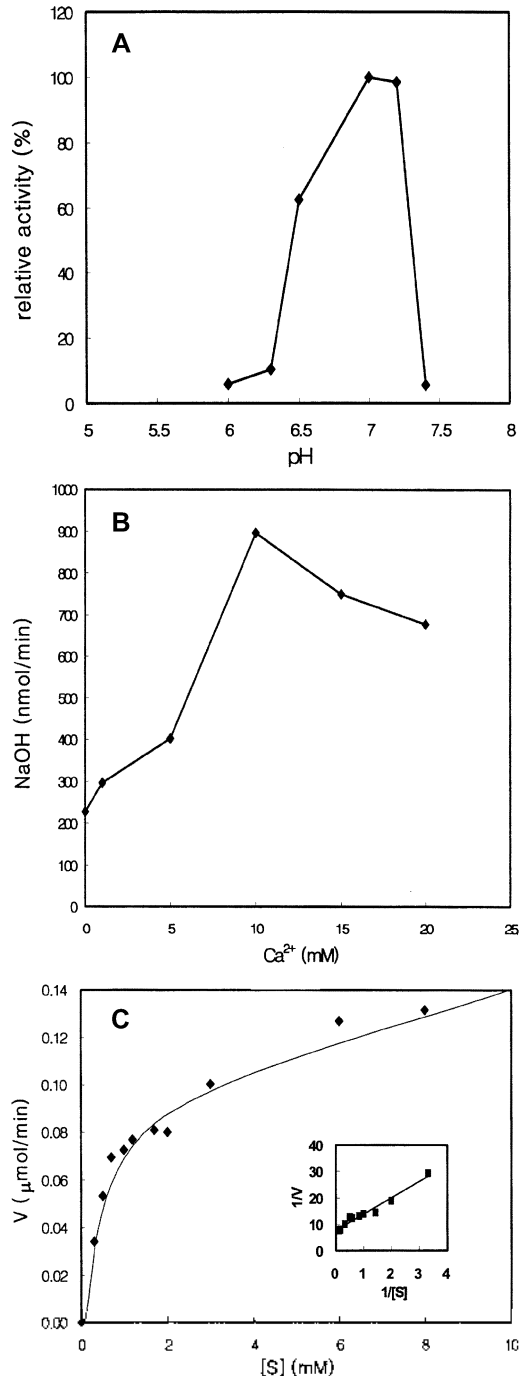 A
120
100
80
60
40
20
0
relative activity (%)
5 5.5 6 6.5 7 7.5 8
pH
B
1000
900
800
700
600
500
400
300
200
100
0
NaOH (nmol/min)
0 5 10 15 20 25
Ca2+ (mM)
C
0.14
0.12
0.10
0.08
0.06
0.04
0.02
0.00
V (μmol/min)
40
30
20
10
0
1/V
0 1 2 3 4
1/[S]
0 2 4 6 8 10
[S] (mM)